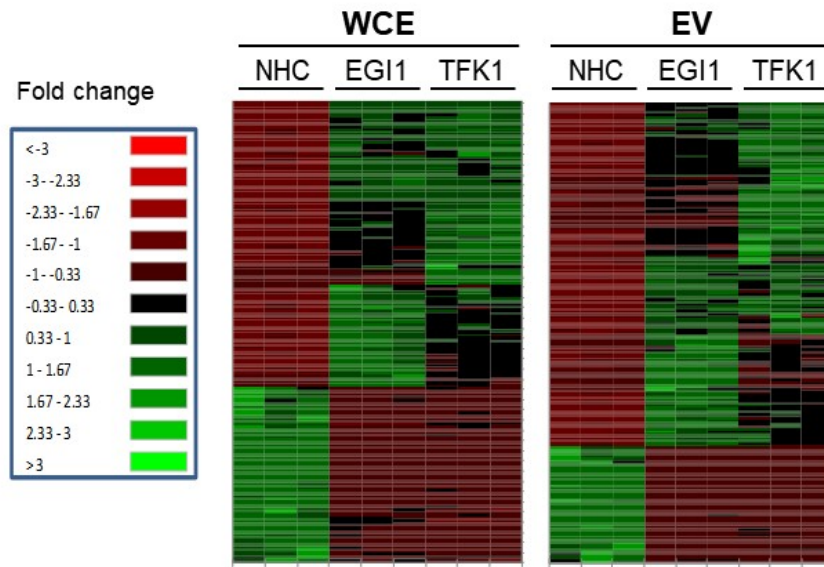 WCE EV
NHC EGI1 TFK1 NHC EGI1 TFK1
Fold change
<-3
-3 - -2.33
-2.33 - -1.67
-1.67 - -1
-1 - -0.33
-0.33 - 0.33
0.33 - 1
1 - 1.67
1.67 - 2.33
2.33 - 3
>3